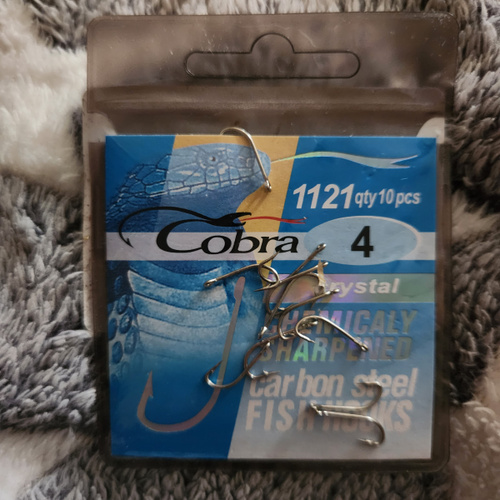 1121 qty 10 pcs
Cobra 4
Crystal
CHEMICALY
SHARPENED
carbon steel
FISH HOOKS